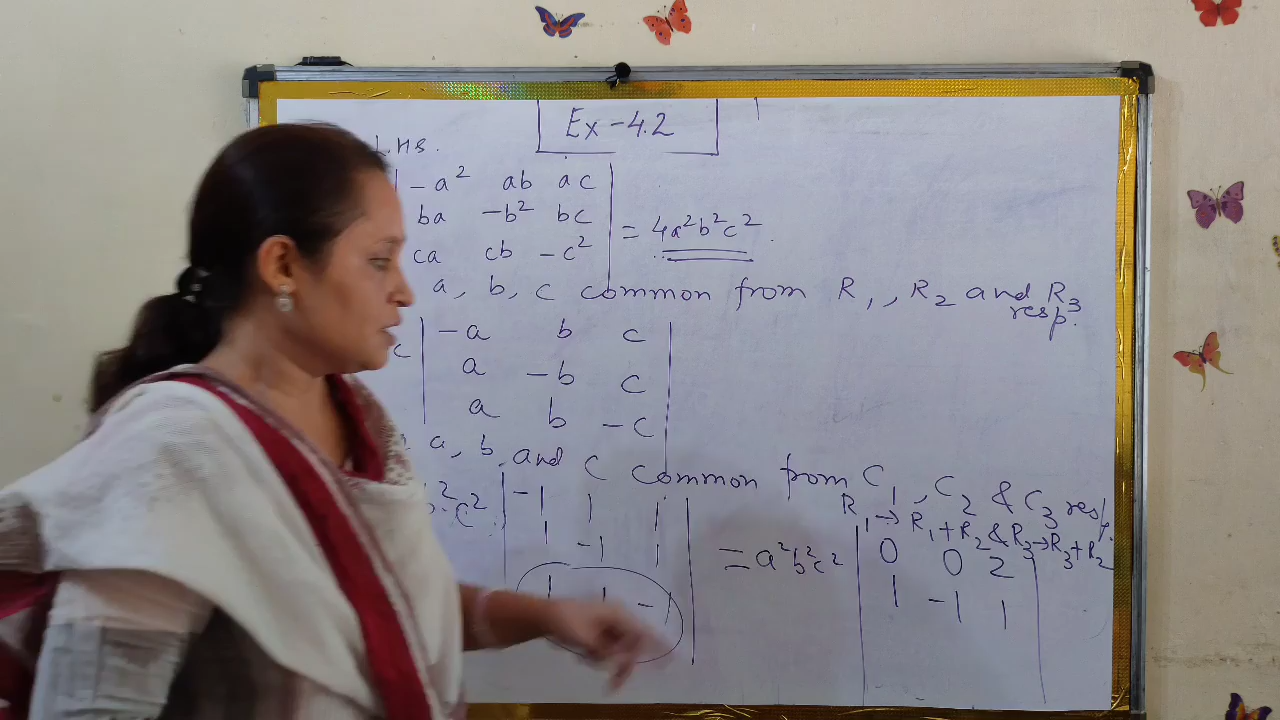 Ex-4.2
L.H.S.
-a² ab ac
ba -b² bc = 4a²b²c².
ca cb -c²
a, b, c common from R₁, R₂ and R₃
resp.
c -a b c
a -b c
a b -c
a, b and c common from C₁, C₂ & C₃ resp.
R₁→R₁+R₂ & R₃→R₃+R₂
b²c² -1 1 1
1 -1 1
1 1 -1
= a²b²c² 0 0 2
1 -1 1